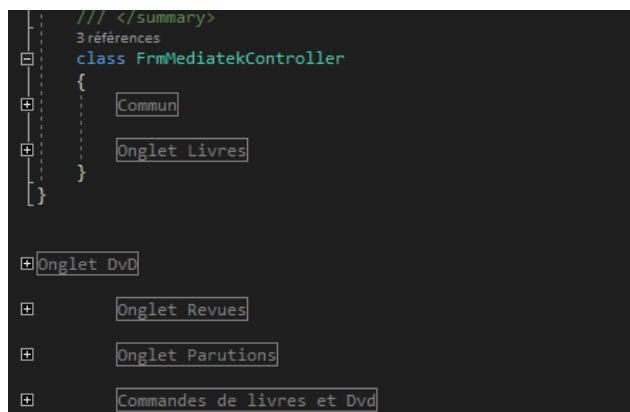 /// </summary>
3 références
class FrmMediatekController
{
Commun
Onglet Livres
}
}
Onglet DvD
Onglet Revues
Onglet Parutions
Commandes de livres et Dvd